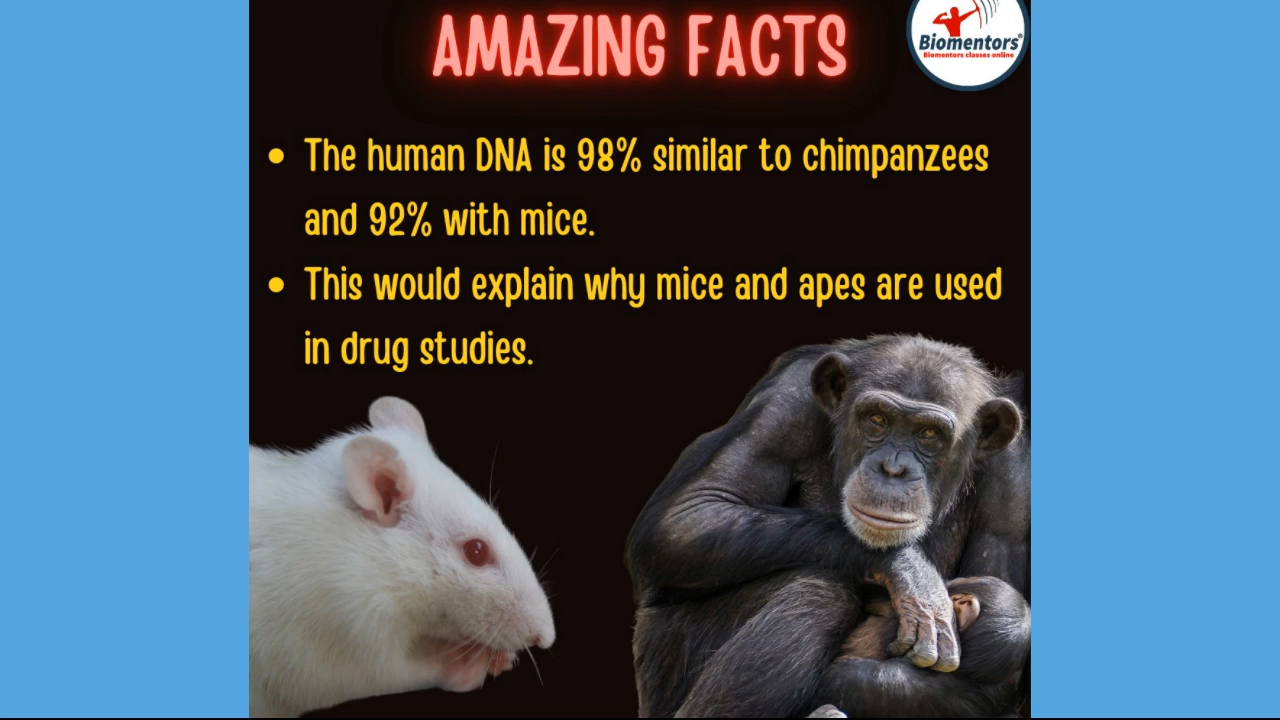 AMAZING FACTS
Biomentors®
Biomentors classes online
• The human DNA is 98% similar to chimpanzees
and 92% with mice.
• This would explain why mice and apes are used
in drug studies.